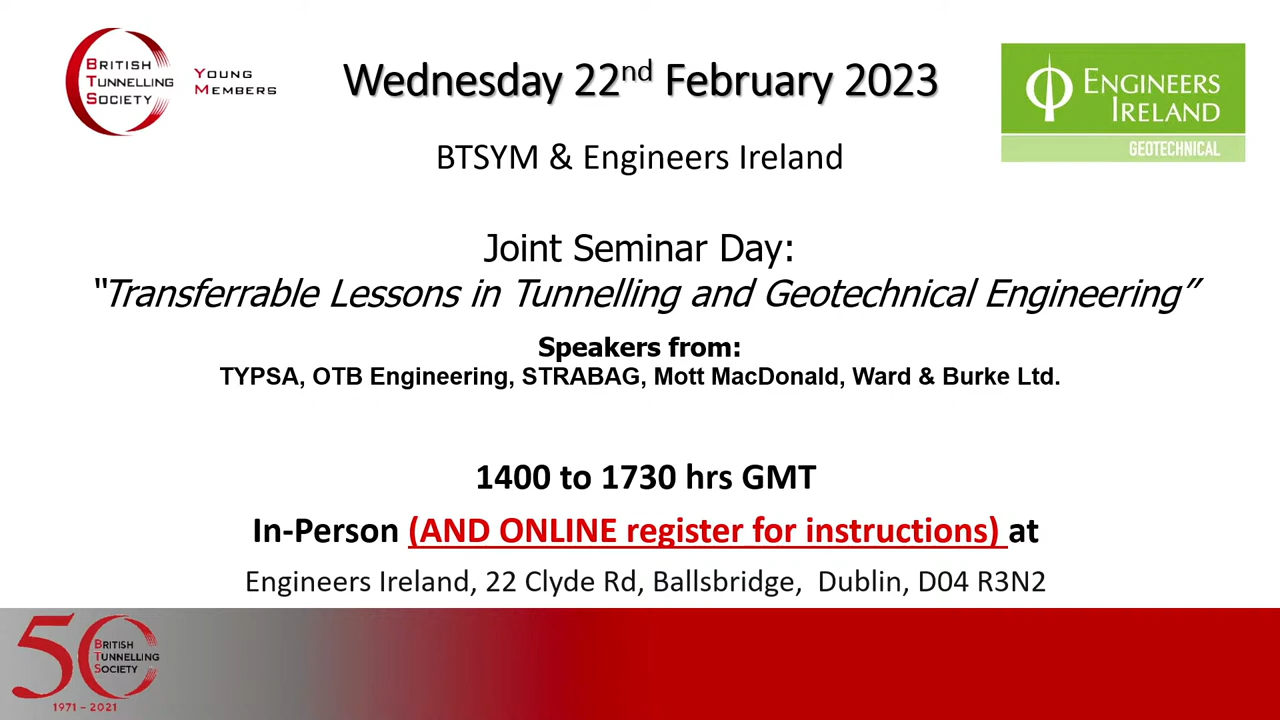 BRITISH
TUNNELLING
SOCIETY
YOUNG
MEMBERS
Wednesday 22nd February 2023
ENGINEERS
IRELAND
GEOTECHNICAL
BTSYM & Engineers Ireland
Joint Seminar Day:
“Transferrable Lessons in Tunnelling and Geotechnical Engineering”
Speakers from:
TYPSA, OTB Engineering, STRABAG, Mott MacDonald, Ward & Burke Ltd.
1400 to 1730 hrs GMT
In-Person (AND ONLINE register for instructions) at
Engineers Ireland, 22 Clyde Rd, Ballsbridge,  Dublin, D04 R3N2
50
BRITISH
TUNNELLING
SOCIETY
1971 – 2021